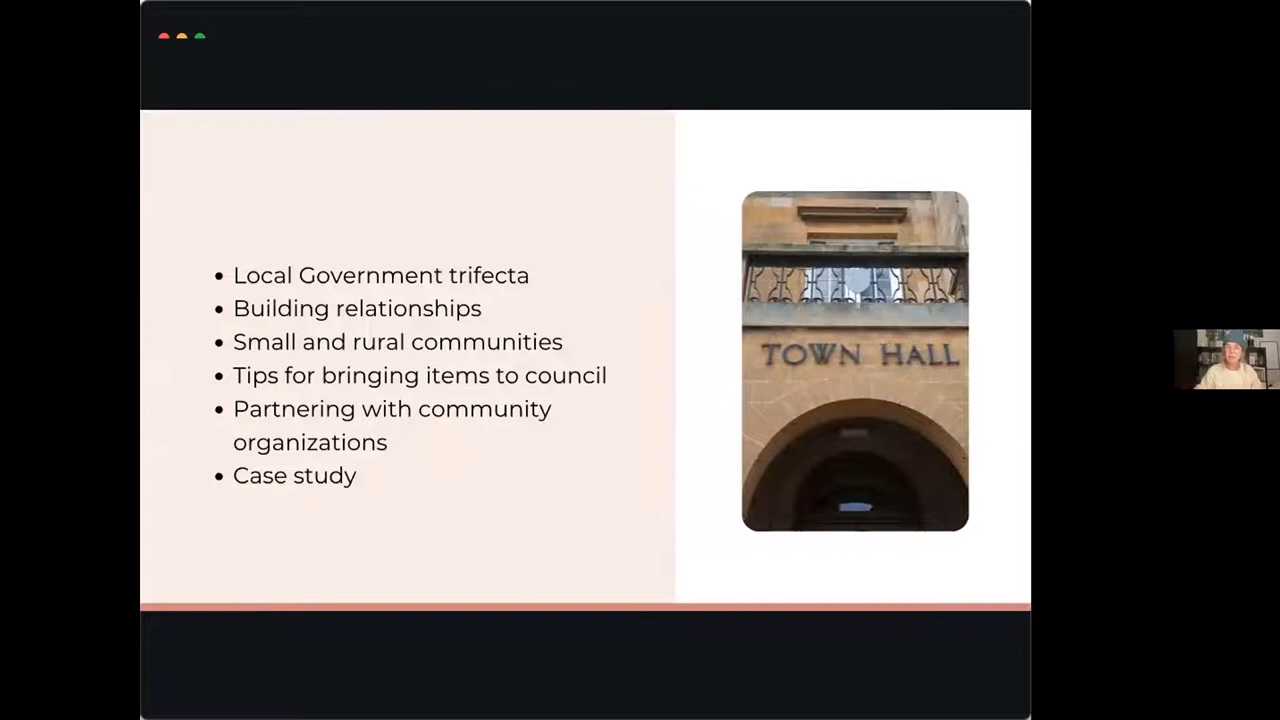 • Local Government trifecta
• Building relationships
• Small and rural communities
• Tips for bringing items to council
• Partnering with community
organizations
• Case study
TOWN HALL